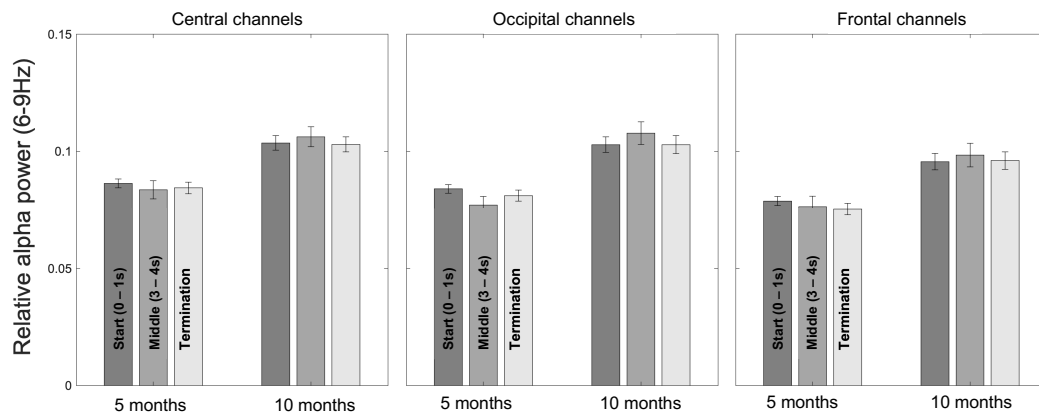 Central channels
Occipital channels
Frontal channels
Relative alpha power (6-9Hz)
0.15
0.1
0.05
0
Start (0 – 1s)
Middle (3 – 4s)
Termination
Start (0 – 1s)
Middle (3 – 4s)
Termination
Start (0 – 1s)
Middle (3 – 4s)
Termination
5 months
10 months
5 months
10 months
5 months
10 months